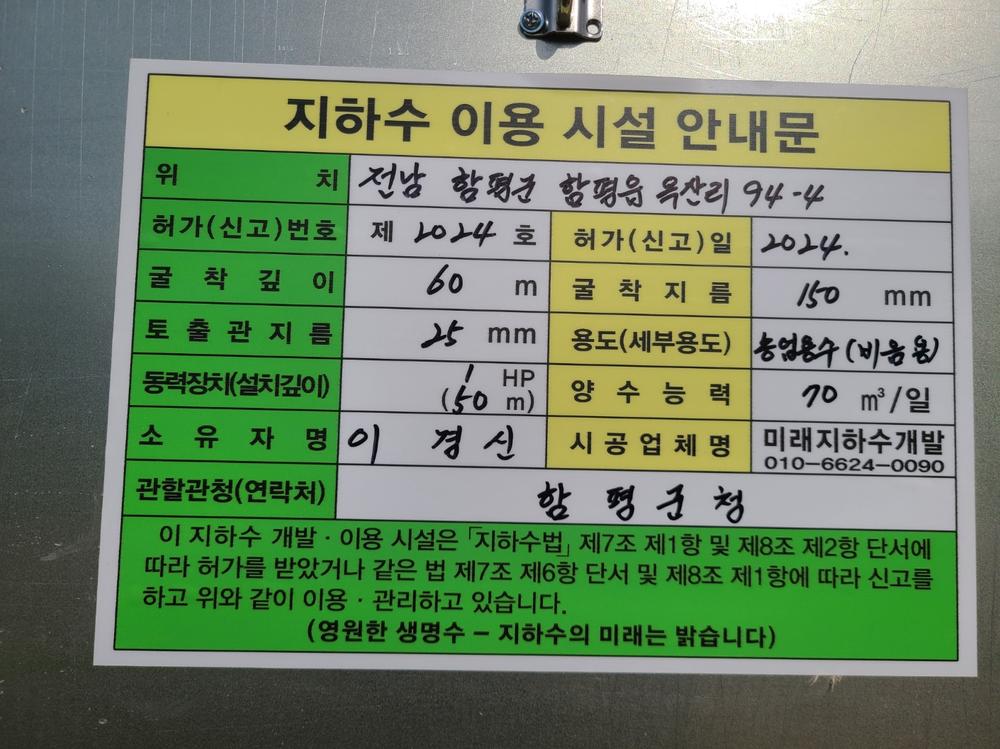 지하수 이용 시설 안내문
위 치 전남 함평군 함평읍 옥산리 94-4
허가(신고)번호 제 2024 호 허가(신고)일 2024.
굴착깊이 60 m 굴착지름 150 mm
토출관지름 25 mm 용도(세부용도) 농업용수(비음용)
동력장치(설치깊이) 1 HP (50 m) 양수능력 70 m³/일
소유자명 이경신 시공업체명 미래지하수개발
010-6624-0090
관할관청(연락처) 함평군청
이 지하수 개발·이용 시설은 「지하수법」 제7조 제1항 및 제8조 제2항 단서에
따라 허가를 받았거나 같은 법 제7조 제6항 단서 및 제8조 제1항에 따라 신고를
하고 위와 같이 이용·관리하고 있습니다.
(영원한 생명수 – 지하수의 미래는 밝습니다)